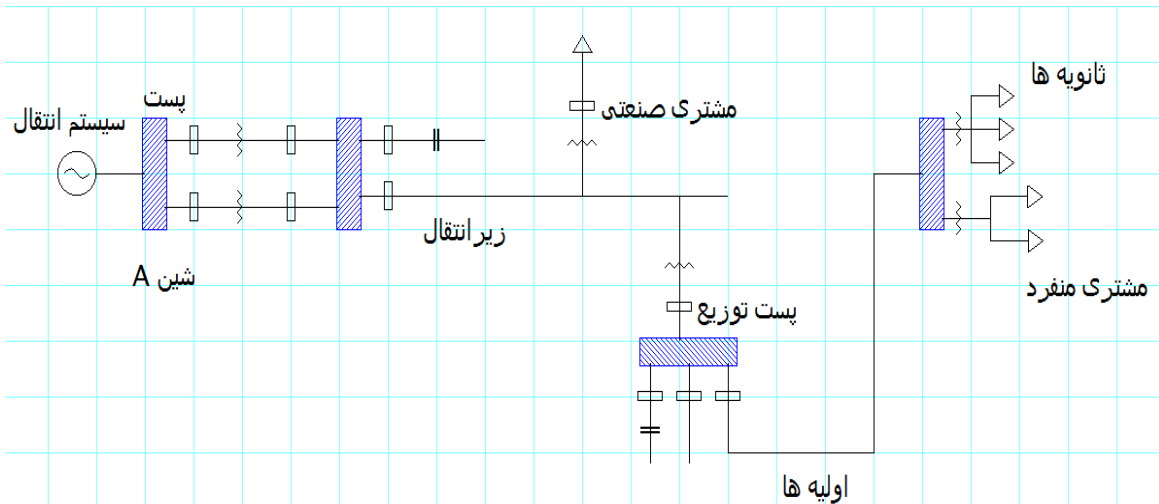 ثانویه ها
پست
مشتری صنعتی
سیستم انتقال
زیرانتقال
شین A
مشتری منفرد
پست توزیع
اولیه ها